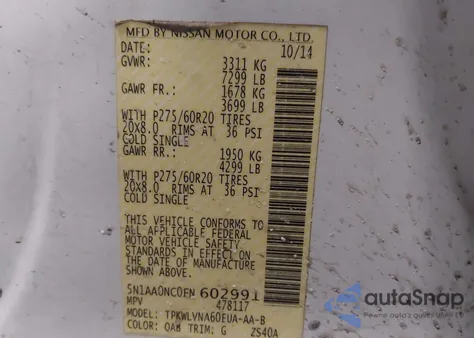 MFD BY NISSAN MOTOR CO., LTD.
DATE: 10/14
GVWR: 3311 KG
7299 LB
GAWR FR.: 1678 KG
3699 LB
WITH P275/60R20 TIRES
20X8.0 RIMS AT 36 PSI
COLD SINGLE
GAWR RR.: 1950 KG
4299 LB
WITH P275/60R20 TIRES
20X8.0 RIMS AT 36 PSI
COLD SINGLE
THIS VEHICLE CONFORMS TO
ALL APPLICABLE FEDERAL
MOTOR VEHICLE SAFETY
STANDARDS IN EFFECT ON
THE DATE OF MANUFACTURE
SHOWN ABOVE.
5N1AA0NC0FN602991
MPV 478117
MODEL: TPKWLVNA60EUA-AA-B
COLOR: QAB TRIM: G ZS40A
autoSnap